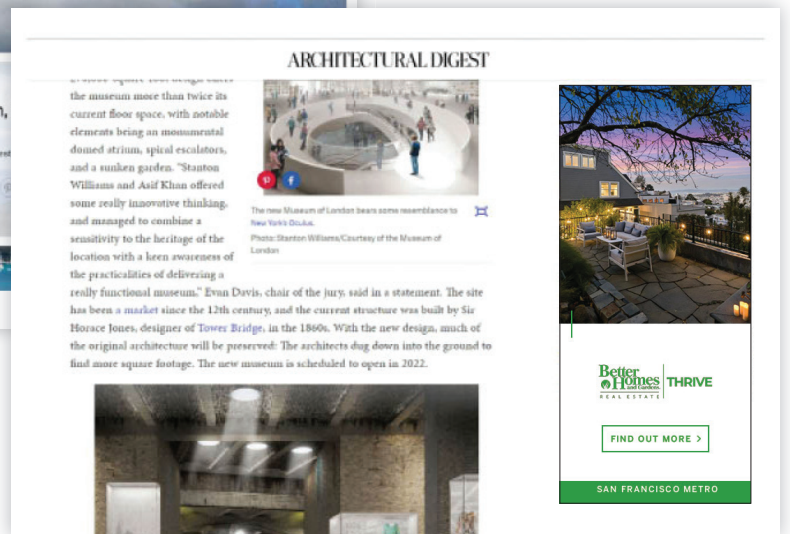 ARCHITECTURAL DIGEST
the museum more than twice its
current floor space, with notable
elements being an monumental
domed atrium, spiral escalators,
and a sunken garden. "Stanton
Williams and Asif Khan offered
some really innovative thinking,
and managed to combine a
sensitivity to the heritage of the
location with a keen awareness of
the practicalities of delivering a
really functional museum," Evan Davis, chair of the jury, said in a statement. The site
has been a market since the 12th century, and the current structure was built by Sir
Horace Jones, designer of Tower Bridge, in the 1860s. With the new design, much of
the original architecture will be preserved: The architects dug down into the ground to
find more square footage. The new museum is scheduled to open in 2022.
The new Museum of London bears some resemblance to
New York's Oculus.
Photo: Stanton Williams/Courtesy of the Museum of
London
Better
Homes
and Gardens
REAL ESTATE
THRIVE
FIND OUT MORE >
SAN FRANCISCO METRO